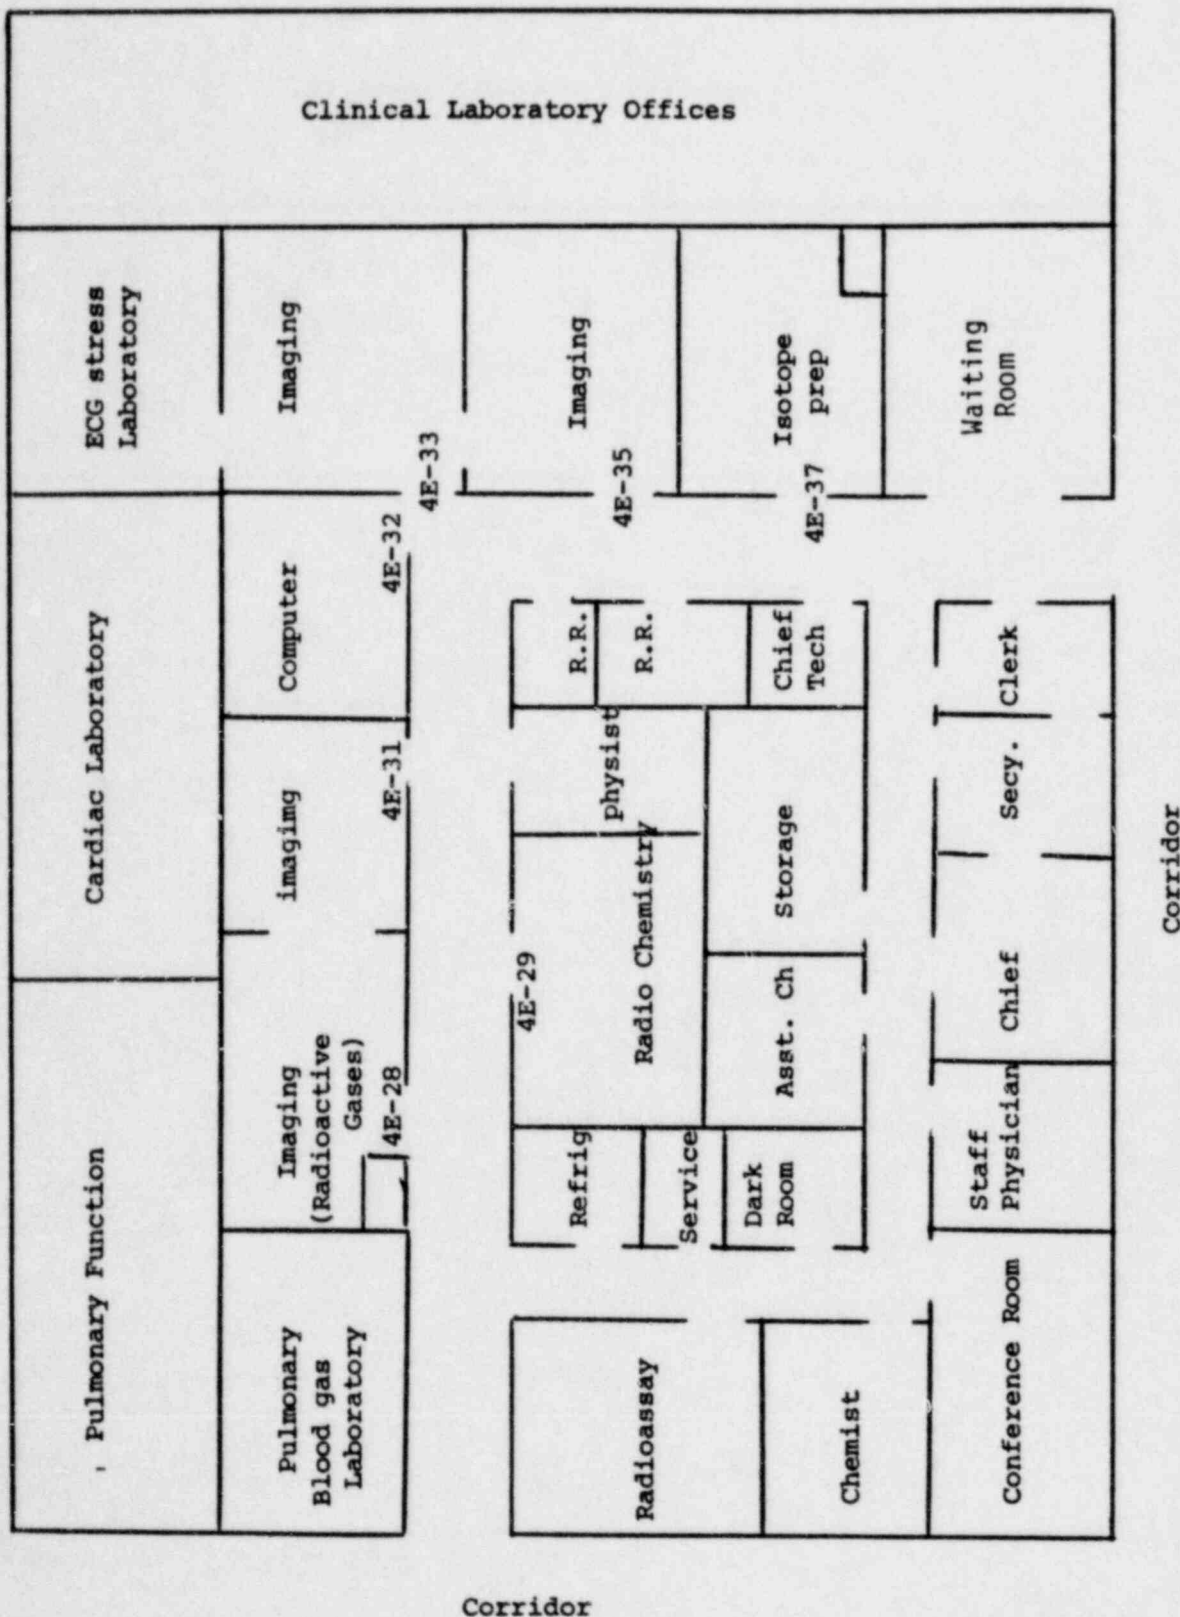 Clinical Laboratory Offices
ECG stress
Laboratory
Imaging
Imaging
Isotope
prep
Waiting
Room
4E-33
4E-35
4E-37
4E-32
Cardiac Laboratory
Computer
R.R.
R.R.
Chief
Tech
Clerk
imagimg
4E-31
physist
Storage
Secy.
Pulmonary Function
Imaging
(Radioactive
Gases)
4E-28
4E-29
Radio Chemistry
Asst. Ch
Chief
Refrig
Service
Dark
Room
Staff
Physician
Pulmonary
Blood gas
Laboratory
Radioassay
Chemist
Conference Room
Corridor
Corridor